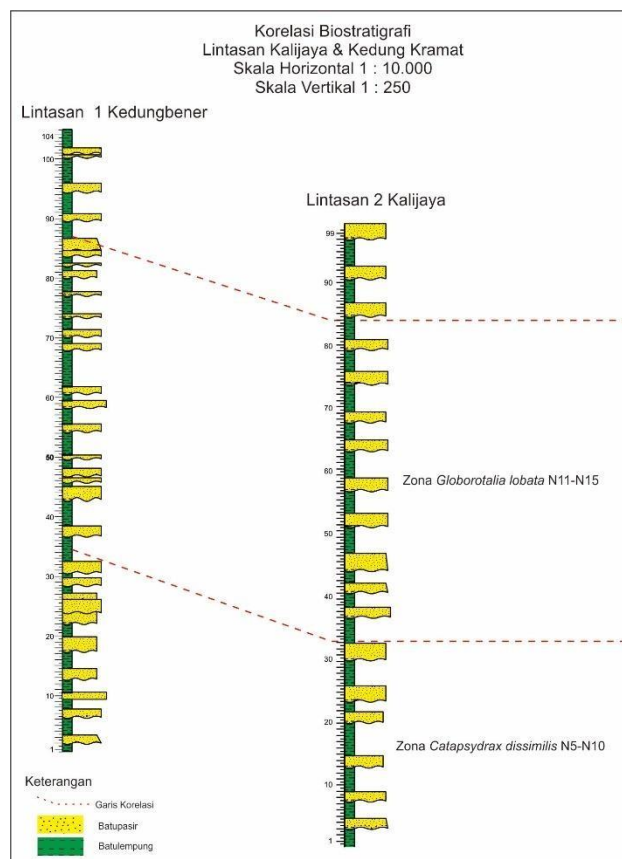 Korelasi Biostratigrafi
Lintasan Kalijaya & Kedung Kramat
Skala Horizontal 1 : 10.000
Skala Vertikal 1 : 250
Lintasan 1 Kedungbener
104
100
90
80
70
60
50
40
30
20
10
1
Lintasan 2 Kalijaya
99
90
80
70
60
50
40
30
20
10
1
Zona Globorotalia lobata N11-N15
Zona Catapsydrax dissimilis N5-N10
Keterangan
Garis Korelasi
Batupasir
Batulempung